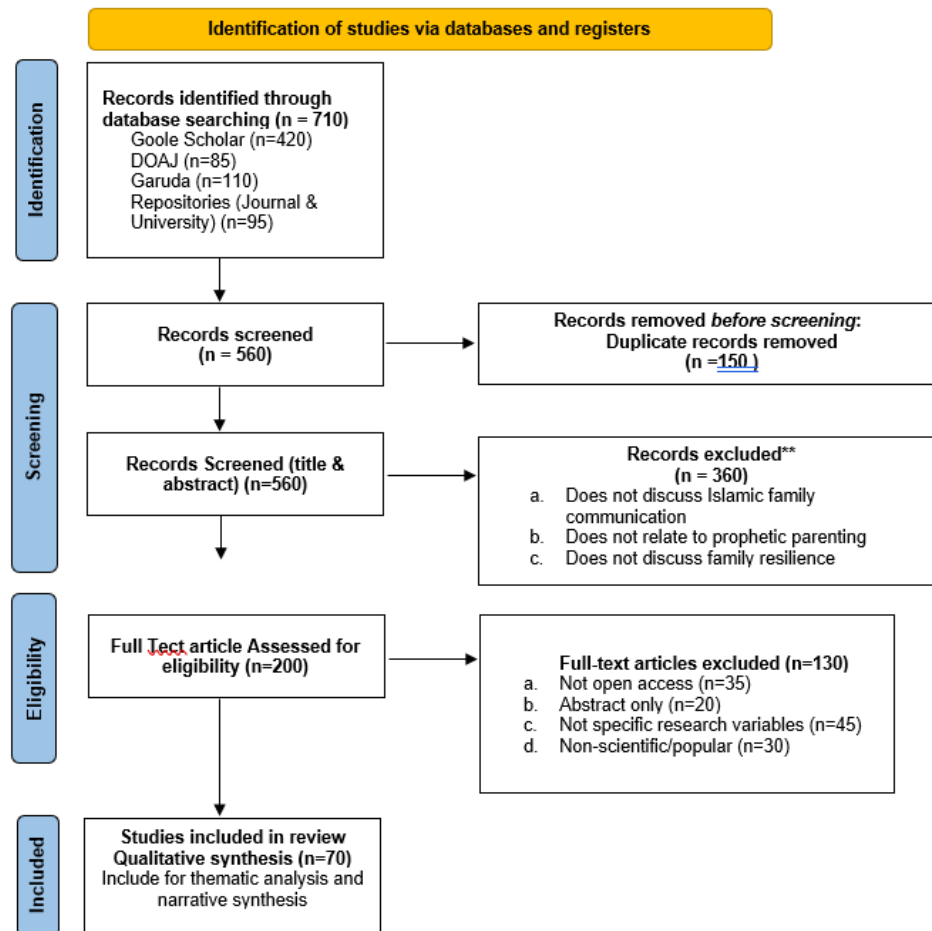 Identification of studies via databases and registers
Identification
Records identified through
database searching (n = 710)
Goole Scholar (n=420)
DOAJ (n=85)
Garuda (n=110)
Repositories (Journal &
University) (n=95)
Screening
Records screened
(n = 560)
Records removed before screening:
Duplicate records removed
(n =150 )
Records Screened (title &
abstract) (n=560)
Records excluded**
(n = 360)
a. Does not discuss Islamic family
communication
b. Does not relate to prophetic parenting
c. Does not discuss family resilience
Eligibility
Full Tect article Assessed for
eligibility (n=200)
Full-text articles excluded (n=130)
a. Not open access (n=35)
b. Abstract only (n=20)
c. Not specific research variables (n=45)
d. Non-scientific/popular (n=30)
Included
Studies included in review
Qualitative synthesis (n=70)
Include for thematic analysis and
narrative synthesis